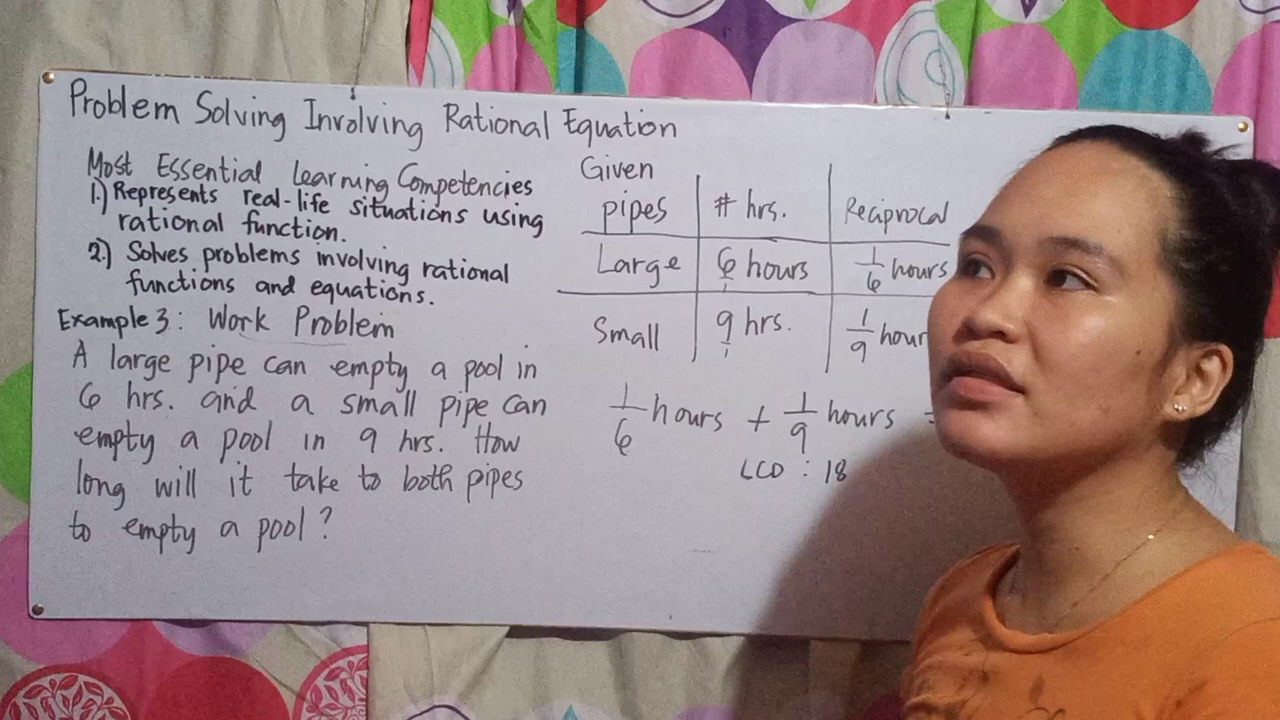 Problem Solving Involving Rational Equation
Most Essential Learning Competencies
1.) Represents real-life situations using
rational function.
2.) Solves problems involving rational
functions and equations.
Example 3: Work Problem
A large pipe can empty a pool in
6 hrs. and a small pipe can
empty a pool in 9 hrs. How
long will it take to both pipes
to empty a pool?
Given
pipes # hrs. Reciprocal
Large 6 hours 1/6 hours
Small 9 hrs. 1/9 hour
1/6 hours + 1/9 hours
LCD : 18